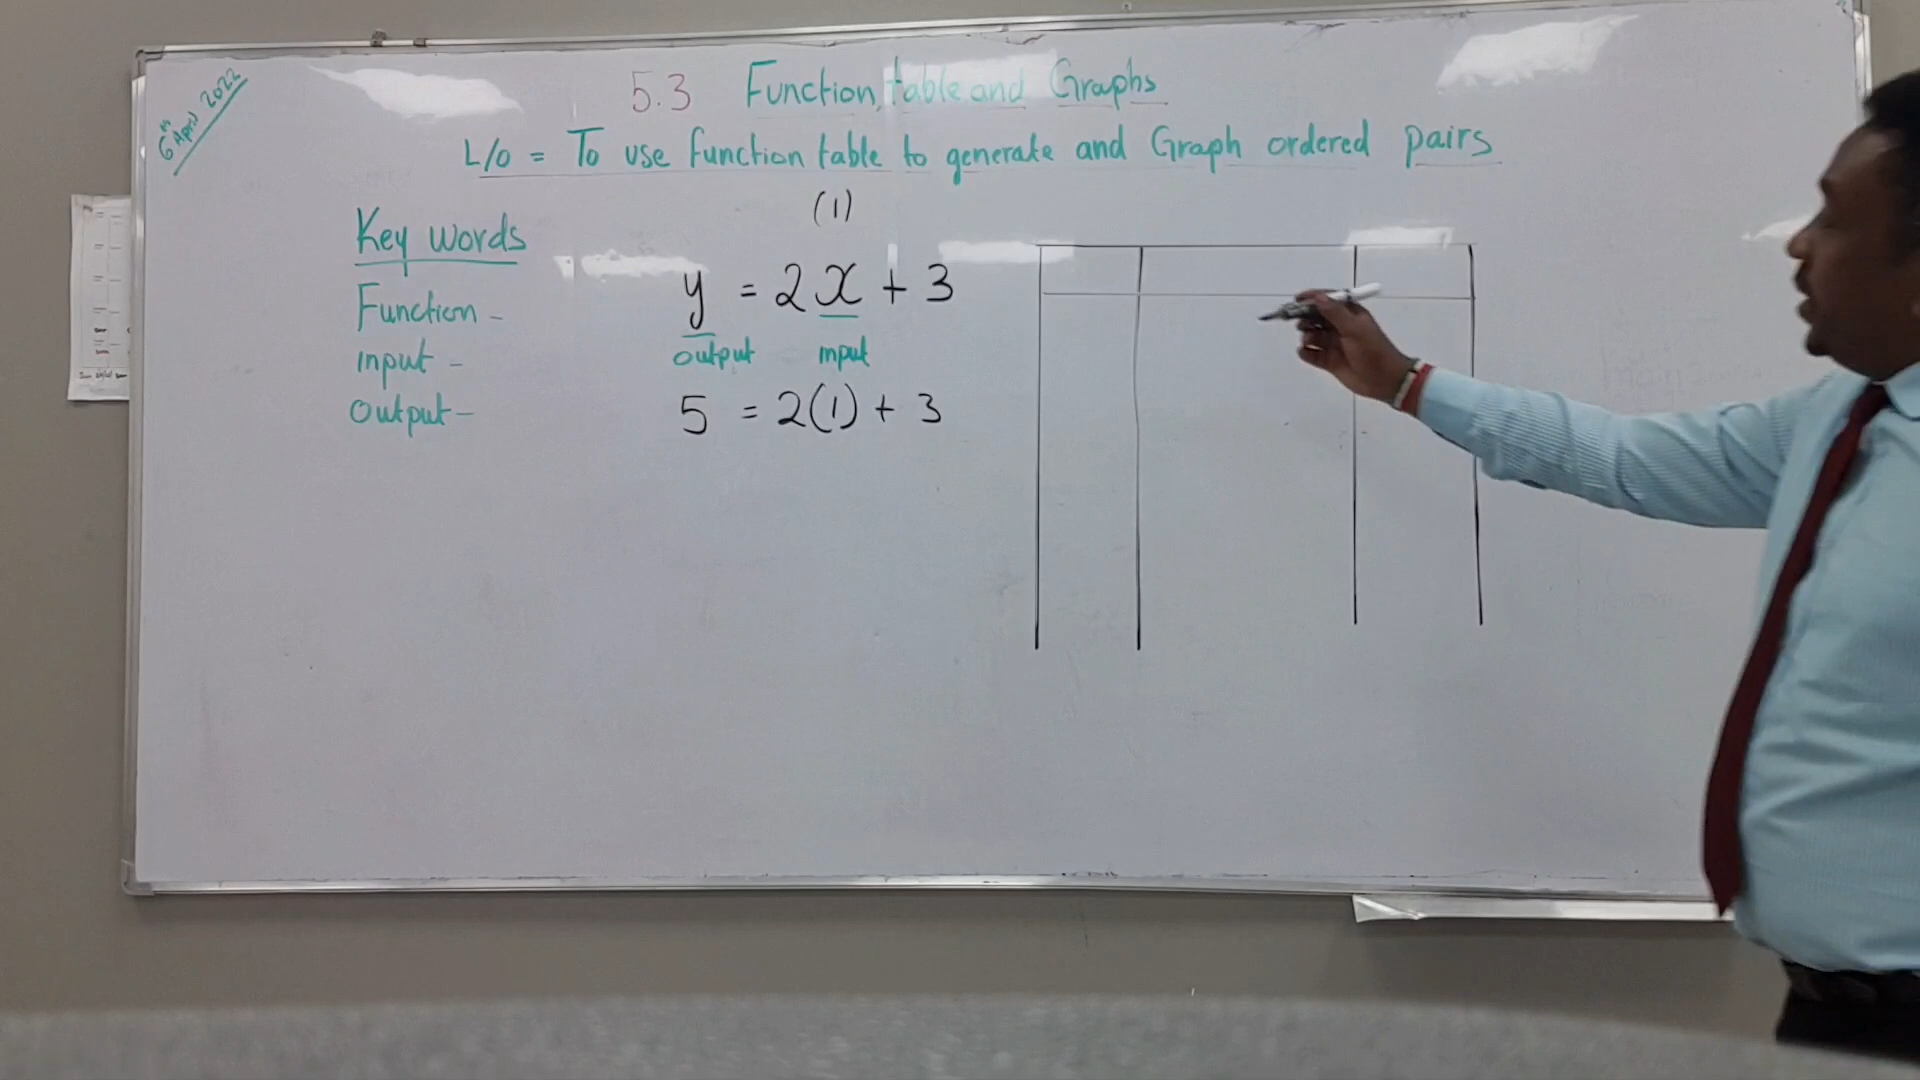 6th April 2022
5.3 Function, table and Graphs
L/o = To use function table to generate and Graph ordered pairs
Key words
Function -
Input -
Output -
(1)
y = 2x + 3
output input
5 = 2(1) + 3